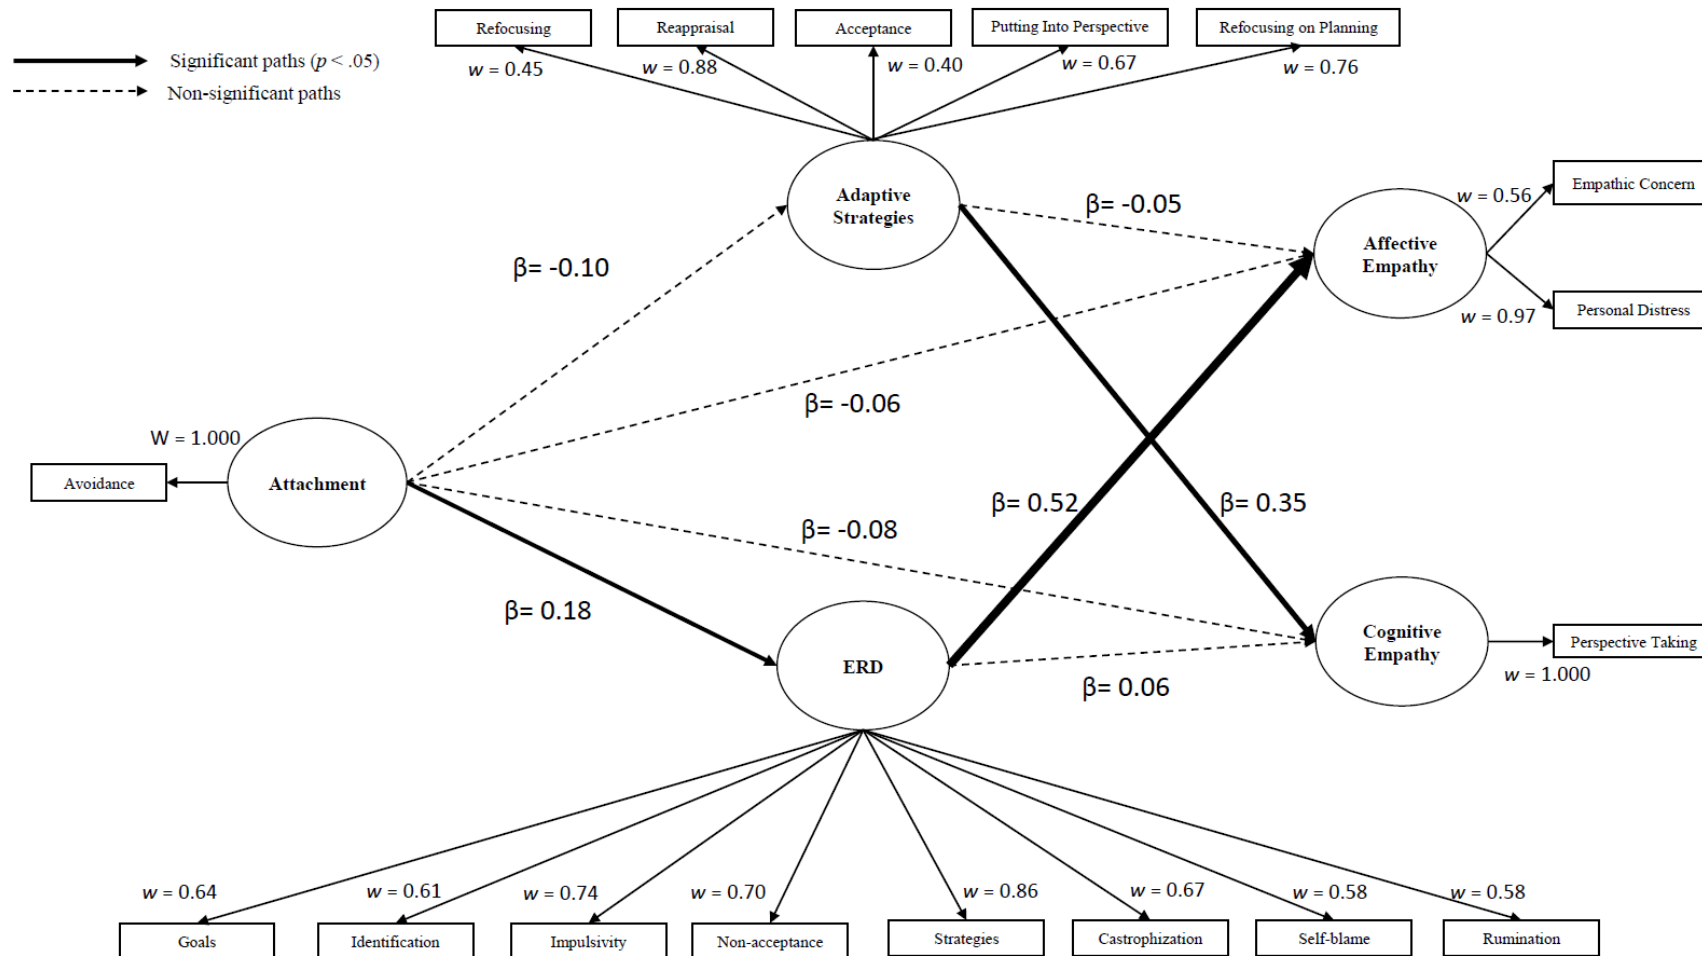 Refocusing
Reappraisal
Acceptance
Putting Into Perspective
Refocusing on Planning
Significant paths (p < .05)
Non-significant paths
w = 0.45
w = 0.88
w = 0.40
w = 0.67
w = 0.76
Adaptive
Strategies
β= -0.05
w = 0.56
Empathic Concern
Affective
Empathy
β= -0.10
Personal Distress
w = 0.97
β= -0.06
W = 1.000
Avoidance
Attachment
β= 0.52
β= 0.35
β= -0.08
β= 0.18
Cognitive
Empathy
Perspective Taking
w = 1.000
ERD
β= 0.06
w = 0.64
w = 0.61
w = 0.74
w = 0.70
w = 0.86
w = 0.67
w = 0.58
w = 0.58
Goals
Identification
Impulsivity
Non-acceptance
Strategies
Castrophization
Self-blame
Rumination